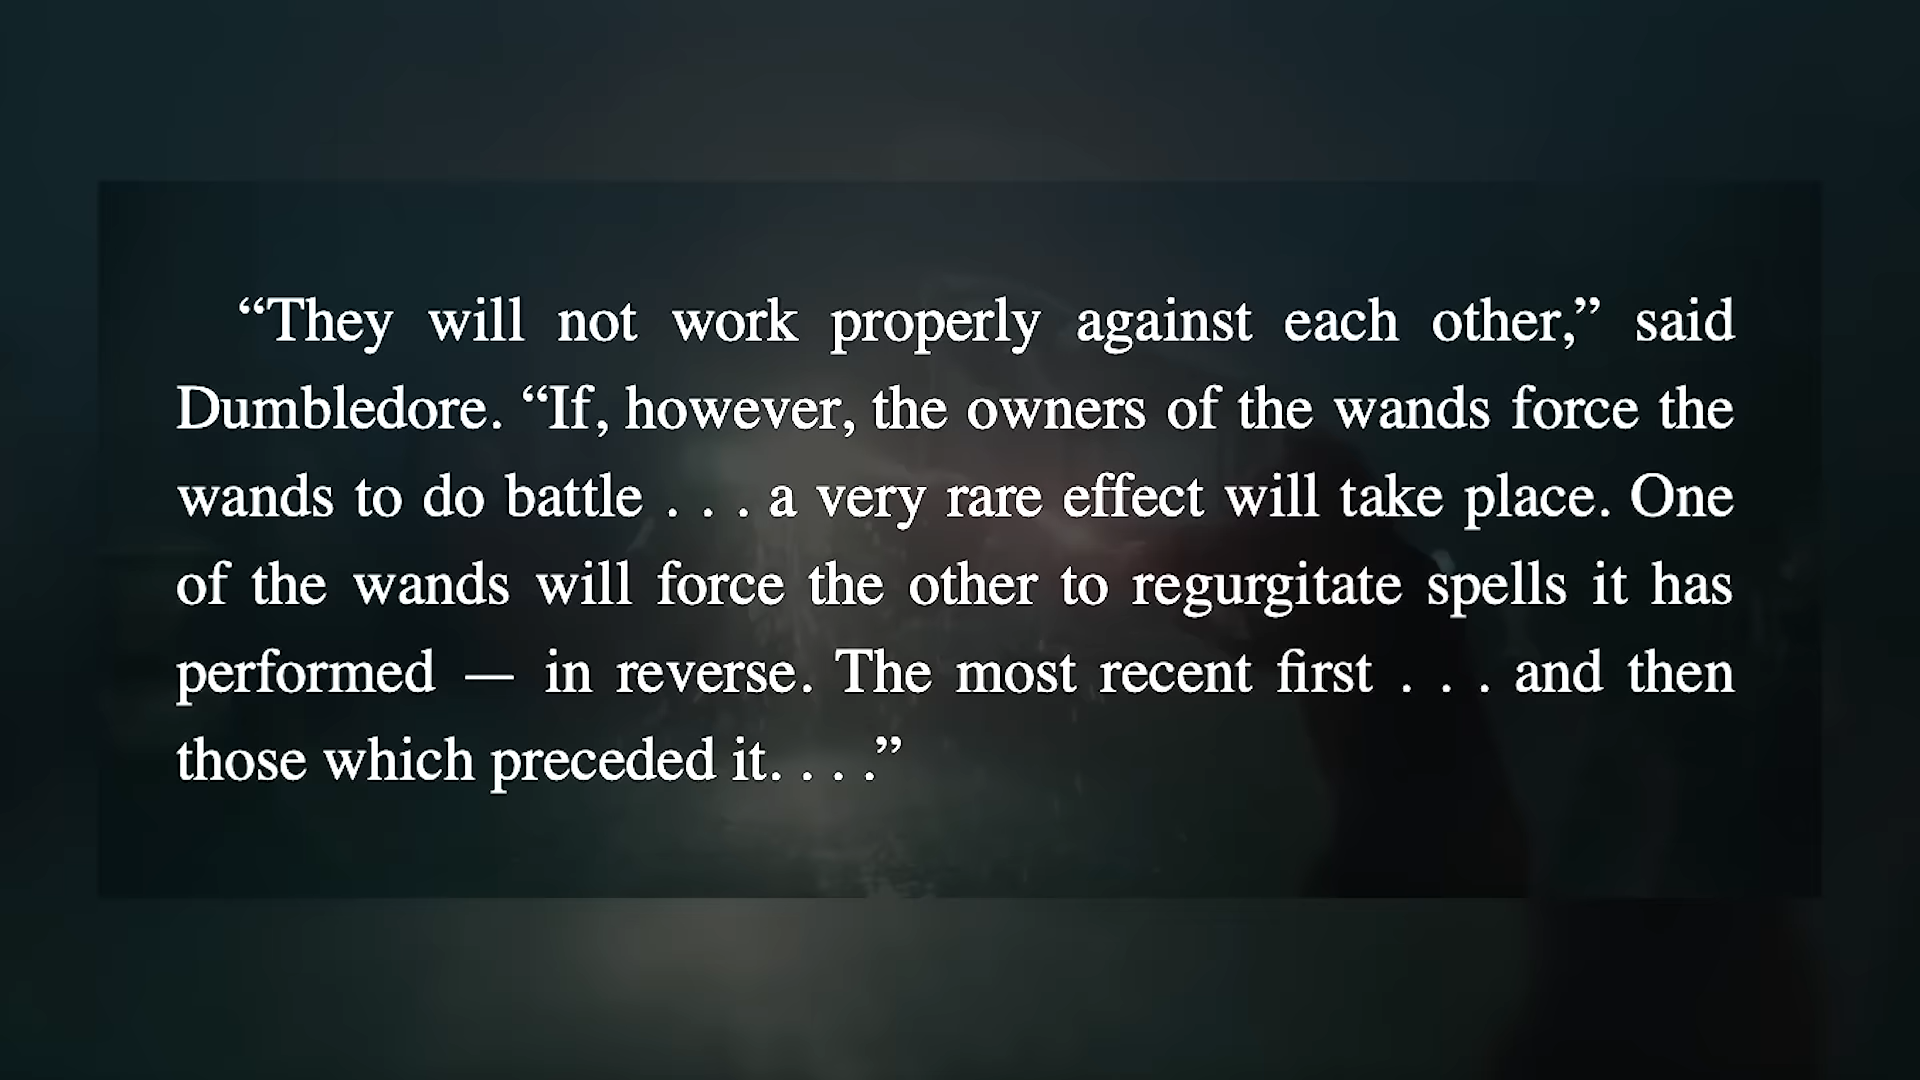 “They will not work properly against each other,” said
Dumbledore. “If, however, the owners of the wands force the
wands to do battle . . . a very rare effect will take place. One
of the wands will force the other to regurgitate spells it has
performed — in reverse. The most recent first . . . and then
those which preceded it. . . .”